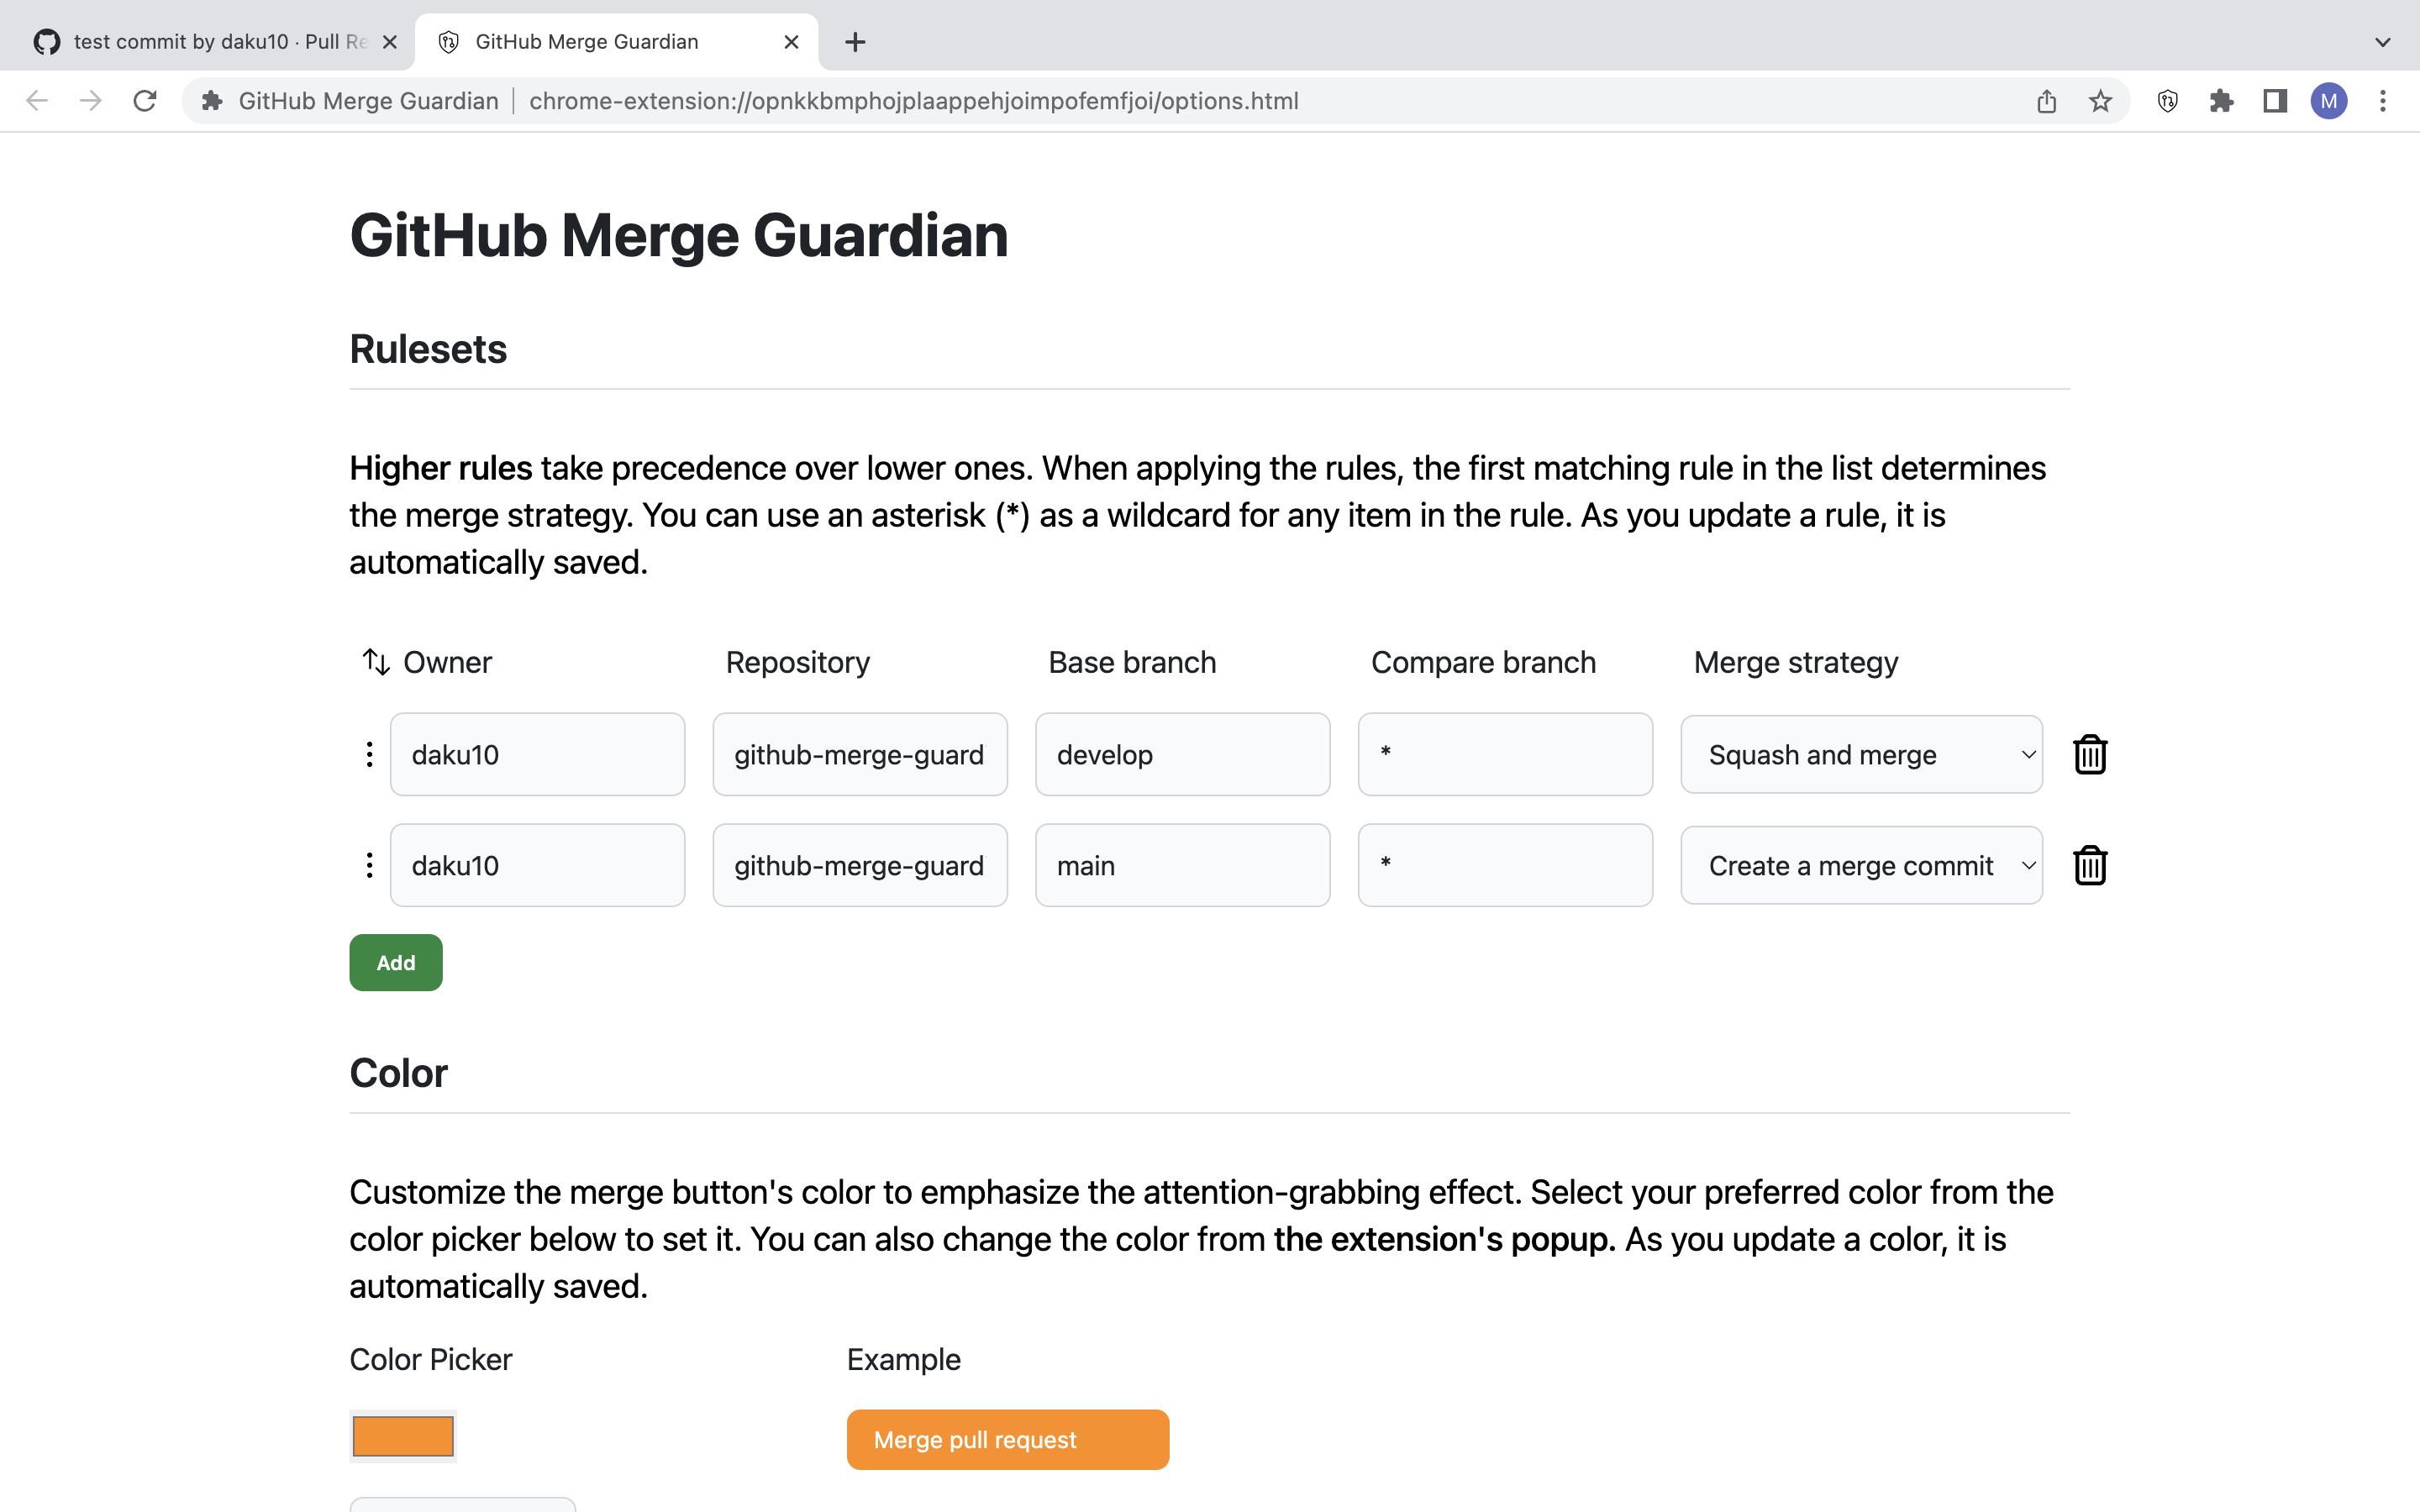 test commit by daku10 · Pull Re
GitHub Merge Guardian
GitHub Merge Guardian | chrome-extension://opnkkbmphojplaappehjoimpofemfjoi/options.html
M
GitHub Merge Guardian
Rulesets
Higher rules take precedence over lower ones. When applying the rules, the first matching rule in the list determines
the merge strategy. You can use an asterisk (*) as a wildcard for any item in the rule. As you update a rule, it is
automatically saved.
Owner Repository Base branch Compare branch Merge strategy
daku10 github-merge-guard develop * Squash and merge
daku10 github-merge-guard main * Create a merge commit
Add
Color
Customize the merge button's color to emphasize the attention-grabbing effect. Select your preferred color from the
color picker below to set it. You can also change the color from the extension's popup. As you update a color, it is
automatically saved.
Color Picker Example
Merge pull request